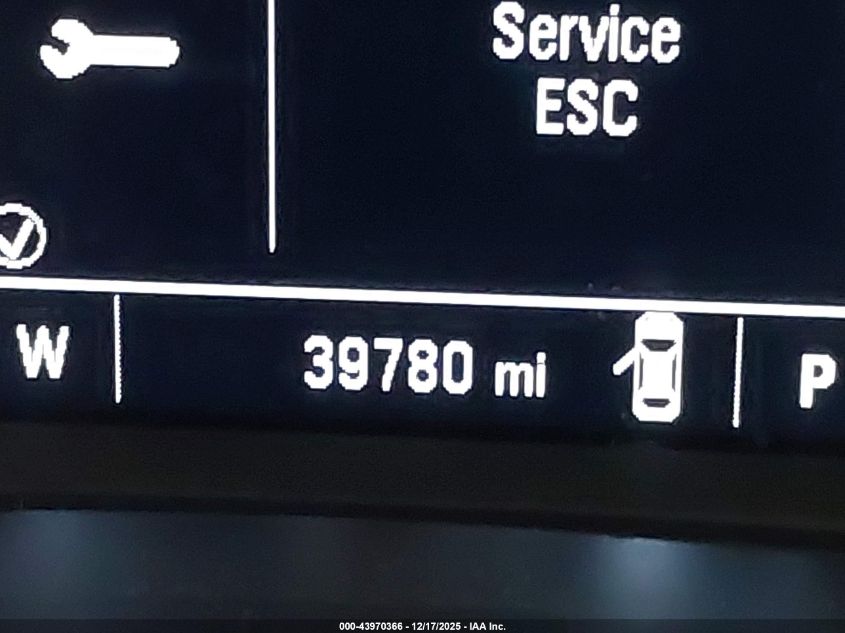 Service
ESC
W
39780 mi
P
000-43970366 - 12/17/2025 - IAA Inc.